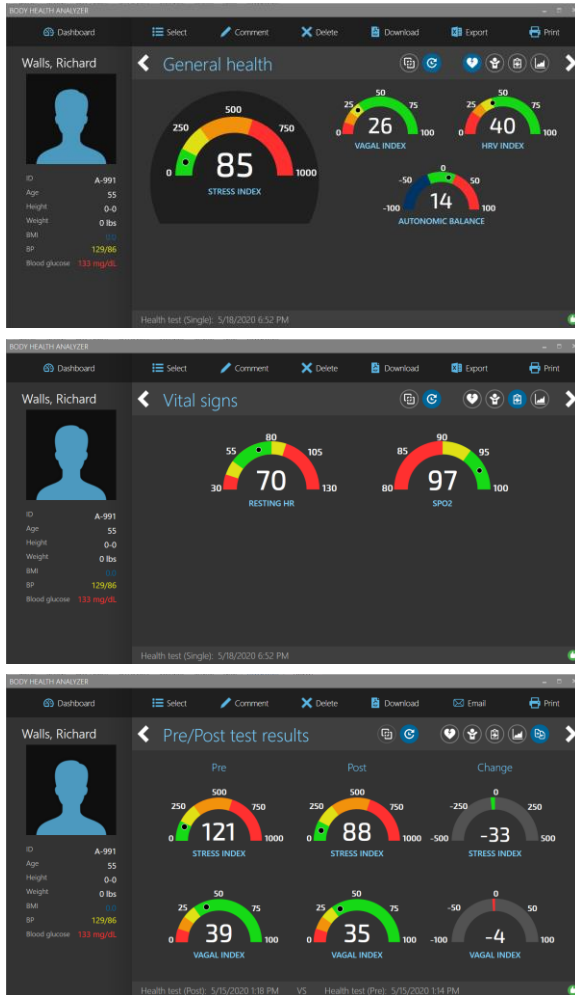 BODY HEALTH ANALYZER
Dashboard Select Comment Delete Download Export Print
Walls, Richard
General health
ID A-991
Age 55
Height 0-0
Weight 0 lbs
BMI 0.0
BP 129/86
Blood glucose 133 mg/dL
0 250 500 750 1000
85
STRESS INDEX
0 25 50 75 100
26
VAGAL INDEX
0 25 50 75 100
40
HRV INDEX
-100 -50 0 50 100
14
AUTONOMIC BALANCE
Health test (Single): 5/18/2020 6:52 PM
BODY HEALTH ANALYZER
Dashboard Select Comment Delete Download Export Print
Walls, Richard
Vital signs
ID A-991
Age 55
Height 0-0
Weight 0 lbs
BMI 0.0
BP 129/86
Blood glucose 133 mg/dL
30 55 80 105 130
70
RESTING HR
80 85 90 95 100
97
SPO2
Health test (Single): 5/18/2020 6:52 PM
BODY HEALTH ANALYZER
Dashboard Select Comment Delete Download Email Print
Walls, Richard
Pre/Post test results
ID A-991
Age 55
Height 0-0
Weight 0 lbs
BMI 0.0
BP 129/86
Blood glucose 133 mg/dL
Pre Post Change
0 250 500 750 1000
121
STRESS INDEX
0 250 500 750 1000
88
STRESS INDEX
-500 -250 0 250 500
-33
STRESS INDEX
0 25 50 75 100
39
VAGAL INDEX
0 25 50 75 100
35
VAGAL INDEX
-100 -50 0 50 100
-4
VAGAL INDEX
Health test (Post): 5/15/2020 1:18 PM VS Health test (Pre): 5/15/2020 1:14 PM